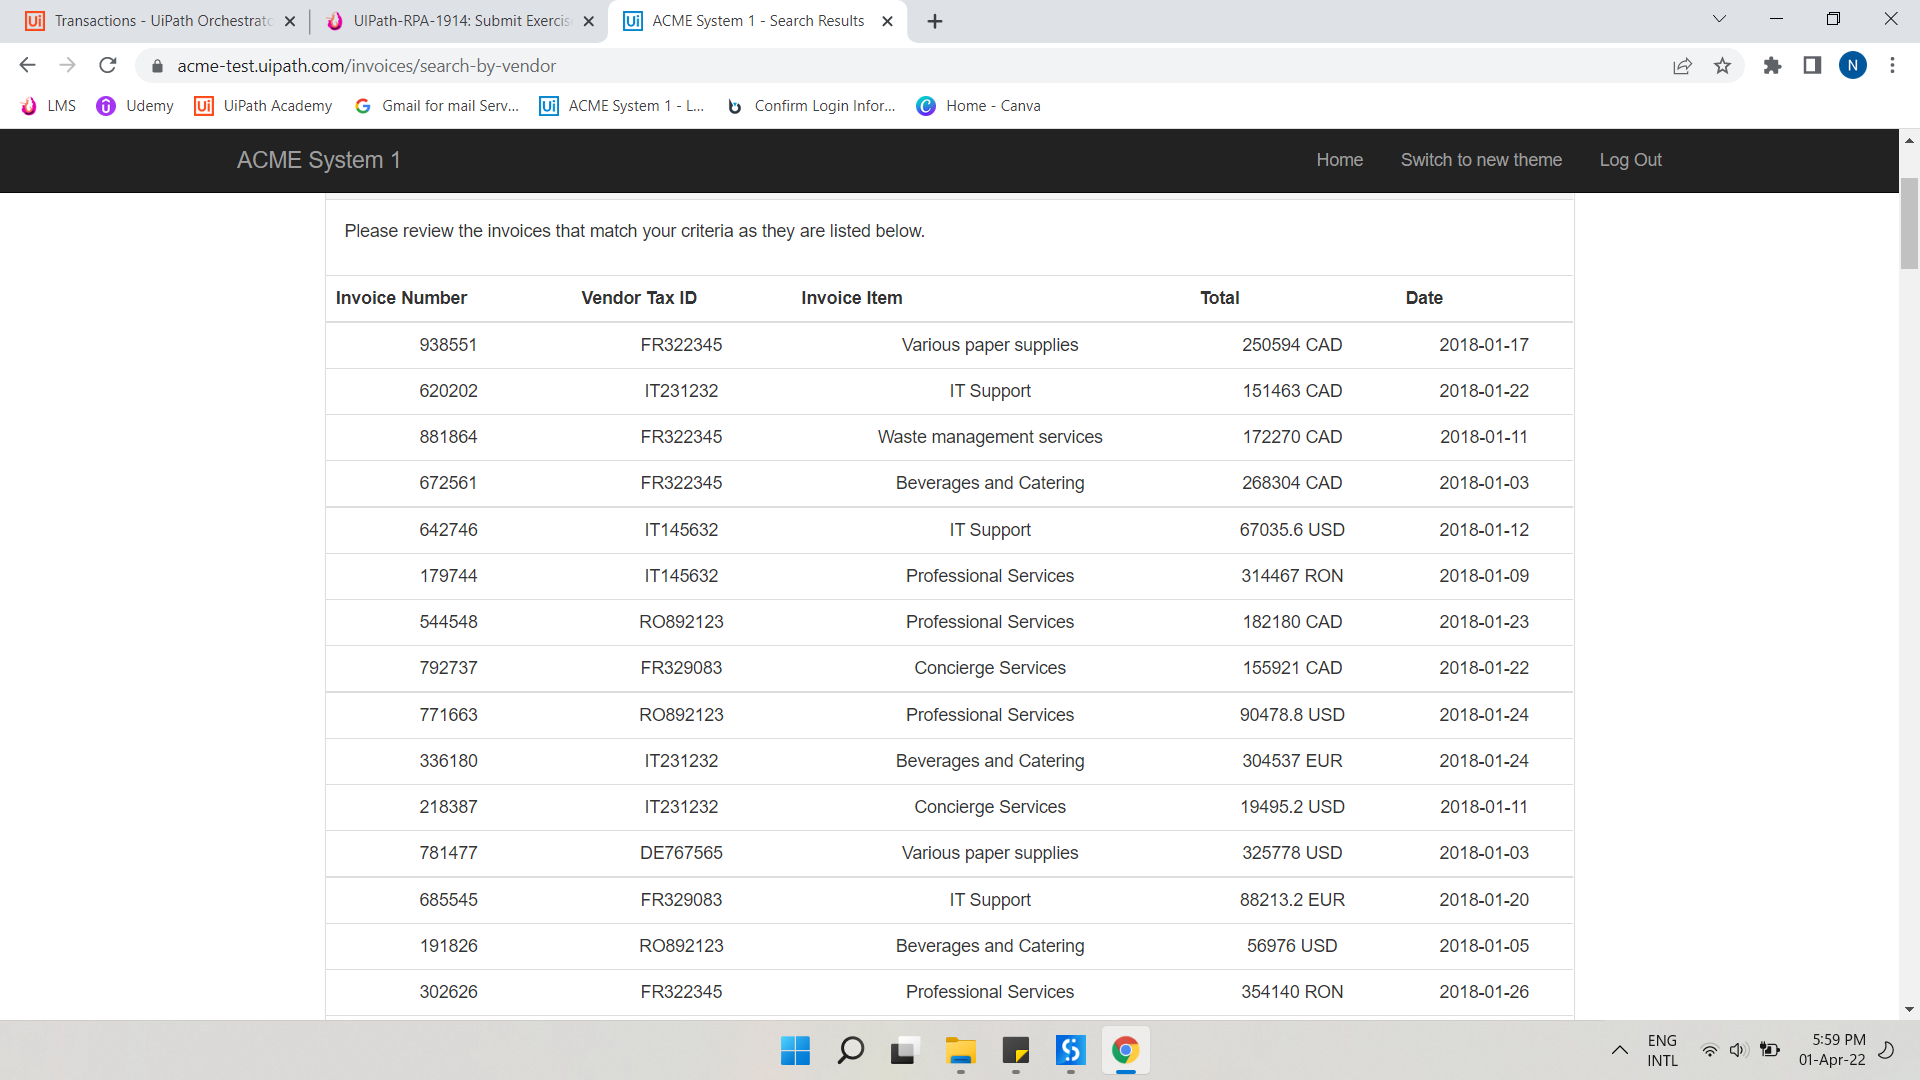 Transactions - UiPath Orchestrato
UIPath-RPA-1914: Submit Exercis
ACME System 1 - Search Results
acme-test.uipath.com/invoices/search-by-vendor
N
LMS Udemy UiPath Academy Gmail for mail Serv... ACME System 1 - L... Confirm Login Infor... Home - Canva
ACME System 1 Home Switch to new theme Log Out
Please review the invoices that match your criteria as they are listed below.
Invoice Number Vendor Tax ID Invoice Item Total Date
938551 FR322345 Various paper supplies 250594 CAD 2018-01-17
620202 IT231232 IT Support 151463 CAD 2018-01-22
881864 FR322345 Waste management services 172270 CAD 2018-01-11
672561 FR322345 Beverages and Catering 268304 CAD 2018-01-03
642746 IT145632 IT Support 67035.6 USD 2018-01-12
179744 IT145632 Professional Services 314467 RON 2018-01-09
544548 RO892123 Professional Services 182180 CAD 2018-01-23
792737 FR329083 Concierge Services 155921 CAD 2018-01-22
771663 RO892123 Professional Services 90478.8 USD 2018-01-24
336180 IT231232 Beverages and Catering 304537 EUR 2018-01-24
218387 IT231232 Concierge Services 19495.2 USD 2018-01-11
781477 DE767565 Various paper supplies 325778 USD 2018-01-03
685545 FR329083 IT Support 88213.2 EUR 2018-01-20
191826 RO892123 Beverages and Catering 56976 USD 2018-01-05
302626 FR322345 Professional Services 354140 RON 2018-01-26
ENG 5:59 PM
INTL 01-Apr-22